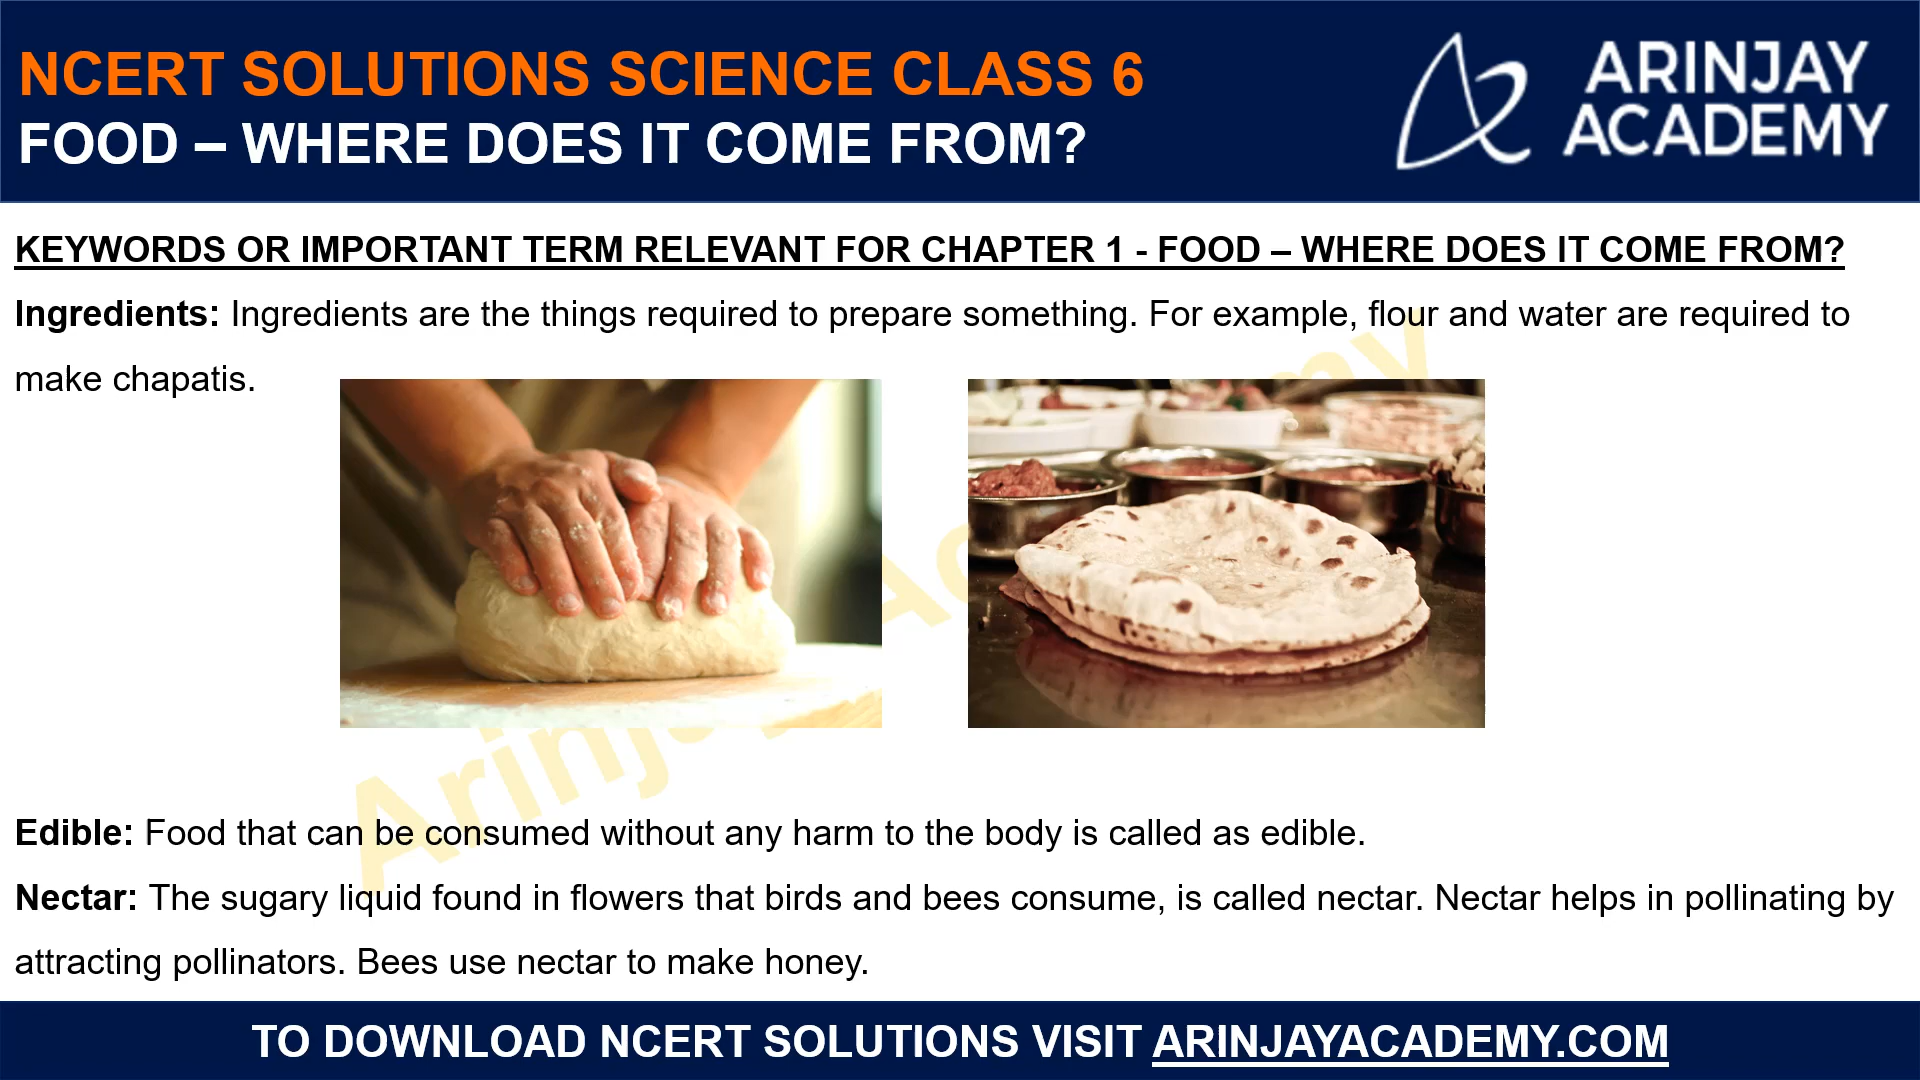 NCERT SOLUTIONS SCIENCE CLASS 6
FOOD – WHERE DOES IT COME FROM?
ARINJAY
ACADEMY
KEYWORDS OR IMPORTANT TERM RELEVANT FOR CHAPTER 1 - FOOD – WHERE DOES IT COME FROM?
Ingredients: Ingredients are the things required to prepare something. For example, flour and water are required to
make chapatis.
Edible: Food that can be consumed without any harm to the body is called as edible.
Nectar: The sugary liquid found in flowers that birds and bees consume, is called nectar. Nectar helps in pollinating by
attracting pollinators. Bees use nectar to make honey.
TO DOWNLOAD NCERT SOLUTIONS VISIT ARINJAYACADEMY.COM